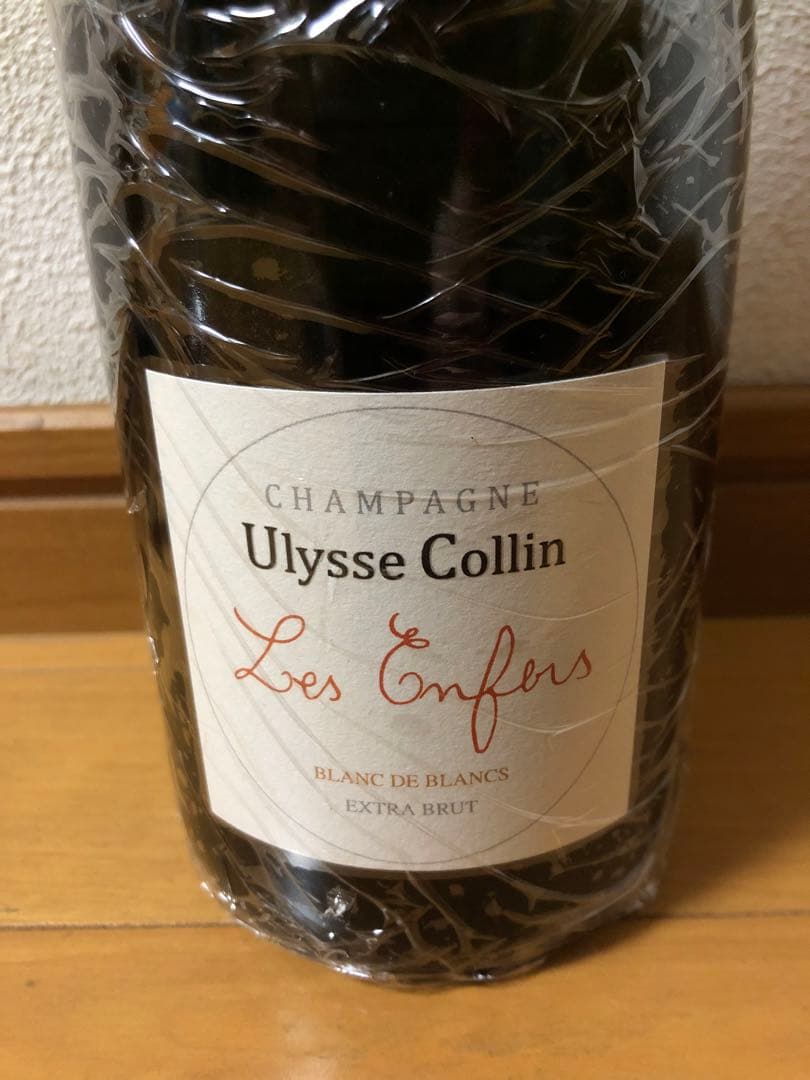 CHAMPAGNE
Ulysse Collin
Les Enfers
BLANC DE BLANCS
EXTRA BRUT